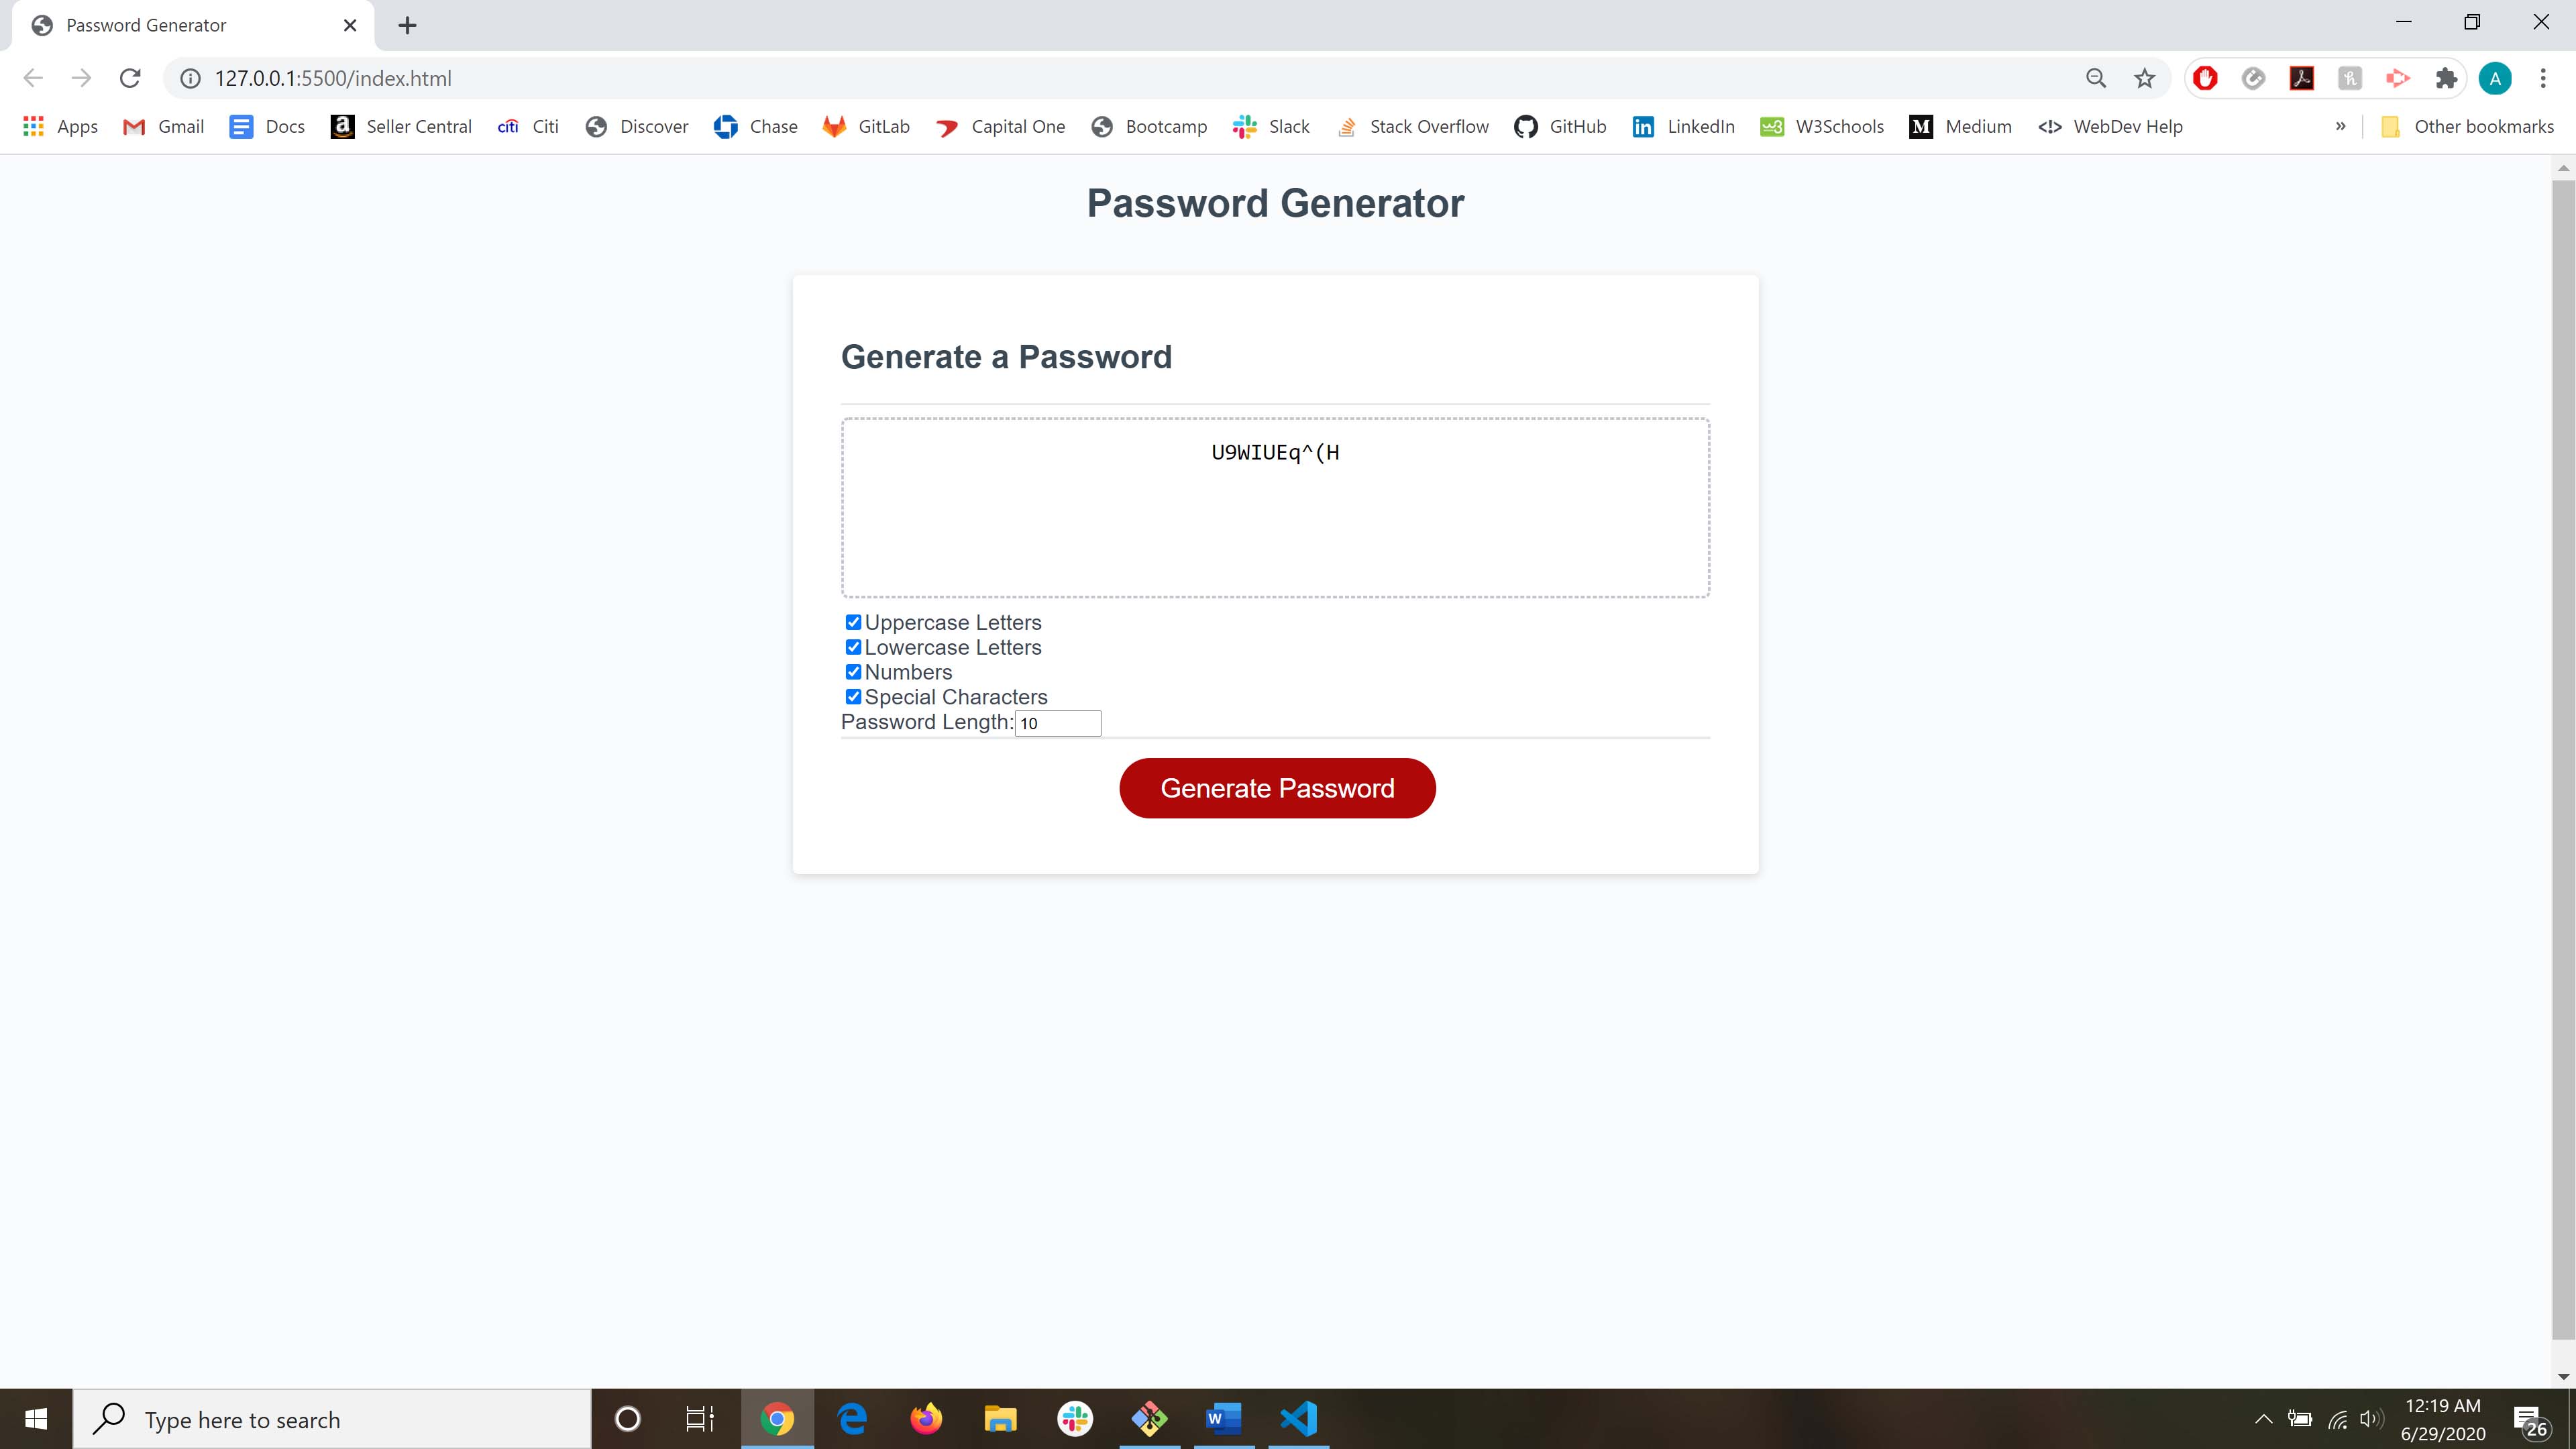 Password Generator
127.0.0.1:5500/index.html
A
Apps Gmail Docs Seller Central citi Citi Discover Chase GitLab Capital One Bootcamp Slack Stack Overflow GitHub LinkedIn W3Schools Medium WebDev Help » Other bookmarks
Password Generator
Generate a Password
U9WIUEq^(H
Uppercase Letters
Lowercase Letters
Numbers
Special Characters
Password Length: 10
Generate Password
Type here to search
12:19 AM
6/29/2020
26